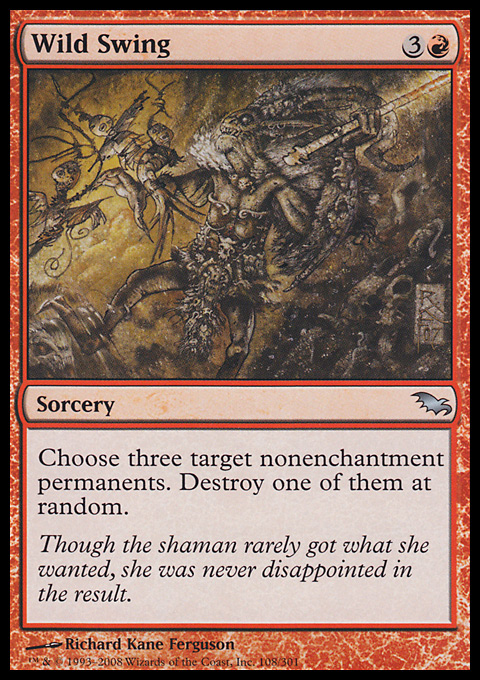 Wild Swing
3
Sorcery
Choose three target nonenchantment
permanents. Destroy one of them at
random.
Though the shaman rarely got what she
wanted, she was never disappointed in
the result.
Richard Kane Ferguson
™ & © 1993–2008 Wizards of the Coast, Inc. 108/301